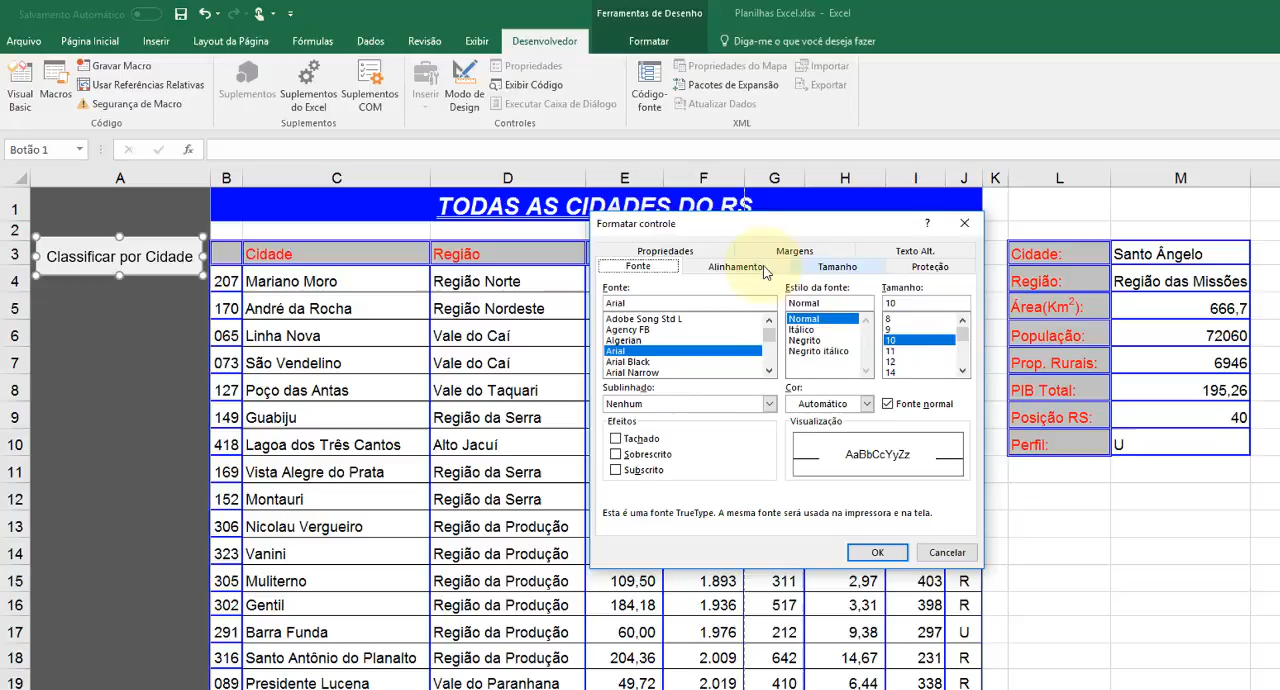 Salvamento Automático
Ferramentas de Desenho
Planilhas Excel.xlsx - Excel
Arquivo Página Inicial Inserir Layout da Página Fórmulas Dados Revisão Exibir Desenvolvedor Formatar Diga-me o que você deseja fazer
Visual Basic
Macros
Gravar Macro
Usar Referências Relativas
Segurança de Macro
Código
Suplementos
Suplementos do Excel
Suplementos COM
Suplementos
Inserir
Modo de Design
Propriedades
Exibir Código
Executar Caixa de Diálogo
Controles
Código-fonte
Propriedades do Mapa
Pacotes de Expansão
Atualizar Dados
Importar
Exportar
XML
Botão 1
fx
A B C D E F G H I J K L M
1 TODAS AS CIDADES DO RS
2
Classificar por Cidade
3 Cidade Região
4 207 Mariano Moro Região Norte
5 170 André da Rocha Região Nordeste
6 065 Linha Nova Vale do Caí
7 073 São Vendelino Vale do Caí
8 127 Poço das Antas Vale do Taquari
9 149 Guabiju Região da Serra
10 418 Lagoa dos Três Cantos Alto Jacuí
11 169 Vista Alegre do Prata Região da Serra
12 152 Montauri Região da Serra
13 306 Nicolau Vergueiro Região da Produção
14 323 Vanini Região da Produção
15 305 Muliterno Região da Produção 109,50 1.893 311 2,97 403 R
16 302 Gentil Região da Produção 184,18 1.936 517 3,31 398 R
17 291 Barra Funda Região da Produção 60,00 1.976 212 9,38 297 U
18 316 Santo Antônio do Planalto Região da Produção 204,36 2.009 642 14,67 231 R
19 089 Presidente Lucena Vale do Paranhana 49,72 2.019 410 6,44 338 R
Formatar controle ?
Propriedades Margens Texto Alt.
Fonte Alinhamento Tamanho Proteção
Fonte: Estilo da fonte: Tamanho:
Arial Normal 10
Adobe Song Std L Normal 8
Agency FB Itálico 9
Algerian Negrito 10
Arial Negrito itálico 11
Arial Black 12
Arial Narrow 14
Sublinhado: Cor:
Nenhum Automático Fonte normal
Efeitos Visualização
Tachado
Sobrescrito
Subscrito
AaBbCcYyZz
Esta é uma fonte TrueType. A mesma fonte será usada na impressora e na tela.
OK Cancelar
Cidade: Santo Ângelo
Região: Região das Missões
Área(Km2): 666,7
População: 72060
Prop. Rurais: 6946
PIB Total: 195,26
Posição RS: 40
Perfil: U